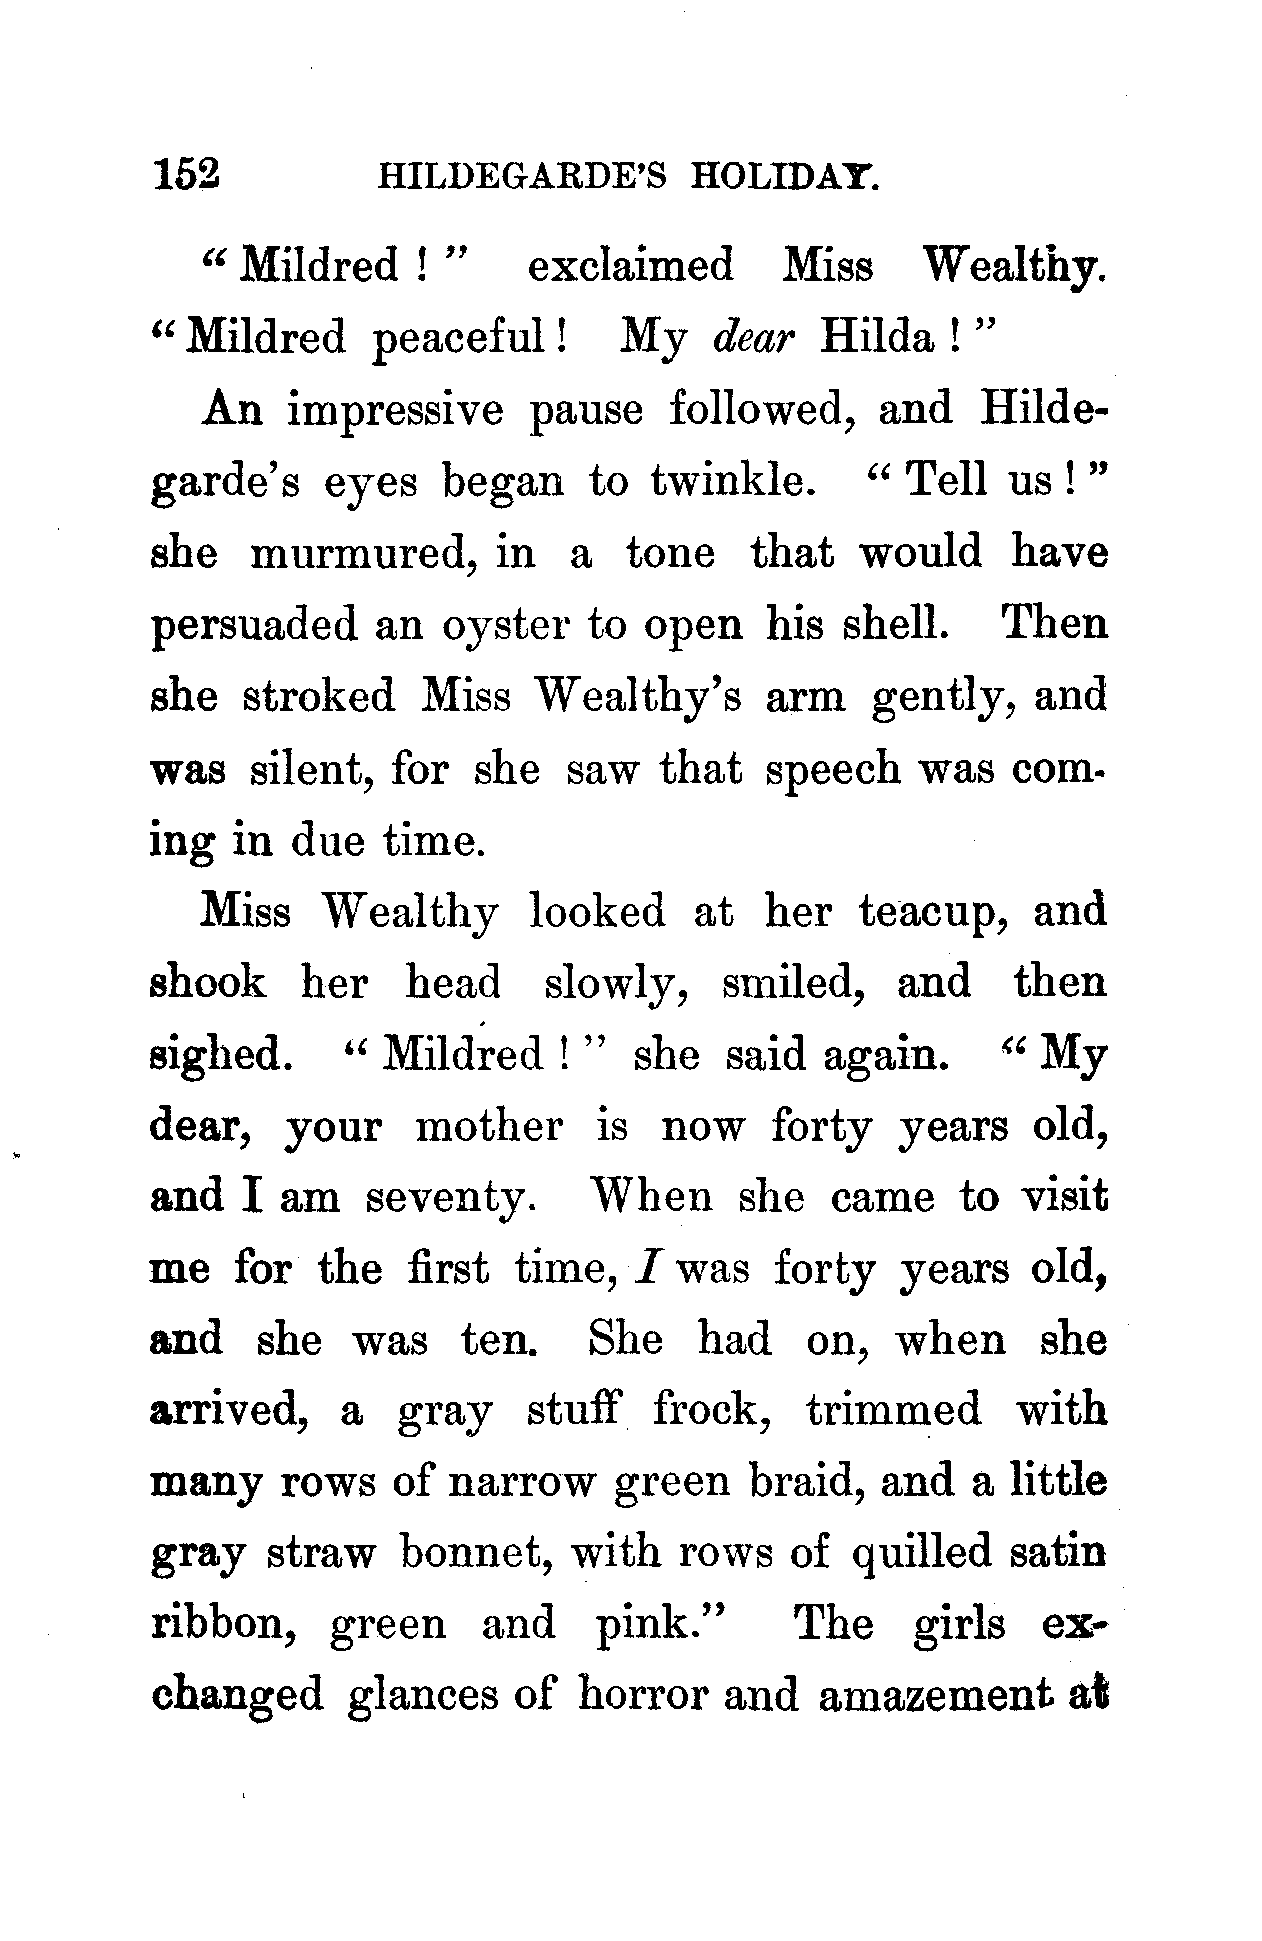 152 HILDEGARDE'S HOLIDAY.
“ Mildred ! ” exclaimed Miss Wealthy.
“ Mildred peaceful ! My dear Hilda ! ”
An impressive pause followed, and Hilde-
garde's eyes began to twinkle. “ Tell us ! ”
she murmured, in a tone that would have
persuaded an oyster to open his shell. Then
she stroked Miss Wealthy's arm gently, and
was silent, for she saw that speech was com-
ing in due time.
Miss Wealthy looked at her teacup, and
shook her head slowly, smiled, and then
sighed. “ Mildred ! ” she said again. “ My
dear, your mother is now forty years old,
and I am seventy. When she came to visit
me for the first time, I was forty years old,
and she was ten. She had on, when she
arrived, a gray stuff frock, trimmed with
many rows of narrow green braid, and a little
gray straw bonnet, with rows of quilled satin
ribbon, green and pink.” The girls ex-
changed glances of horror and amazement at